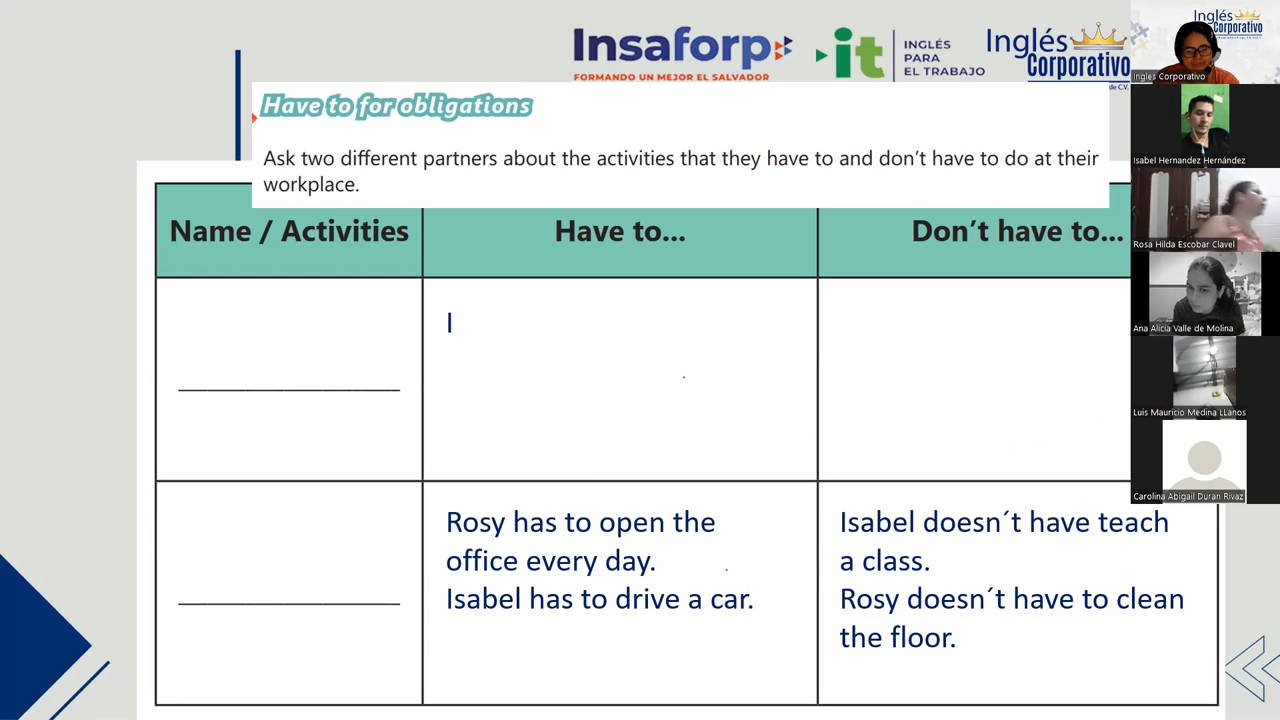 Insaforp
FORMANDO UN MEJOR EL SALVADOR
it
INGLÉS
PARA
EL TRABAJO
Inglés
Corporativo
de C.V.
Inglés
Corporativo
Ingles Corporativo
Have to for obligations
Ask two different partners about the activities that they have to and don't have to do at their
workplace.
Name / Activities
Have to...
Don't have to...
I
Rosy has to open the
office every day.
Isabel has to drive a car.
Isabel doesn´t have teach
a class.
Rosy doesn´t have to clean
the floor.
Isabel Hernandez Hernández
Rosa Hilda Escobar Clavel
Ana Alicia Valle de Molina
Luis Mauricio Medina LLanos
Carolina Abigail Duran Rivaz